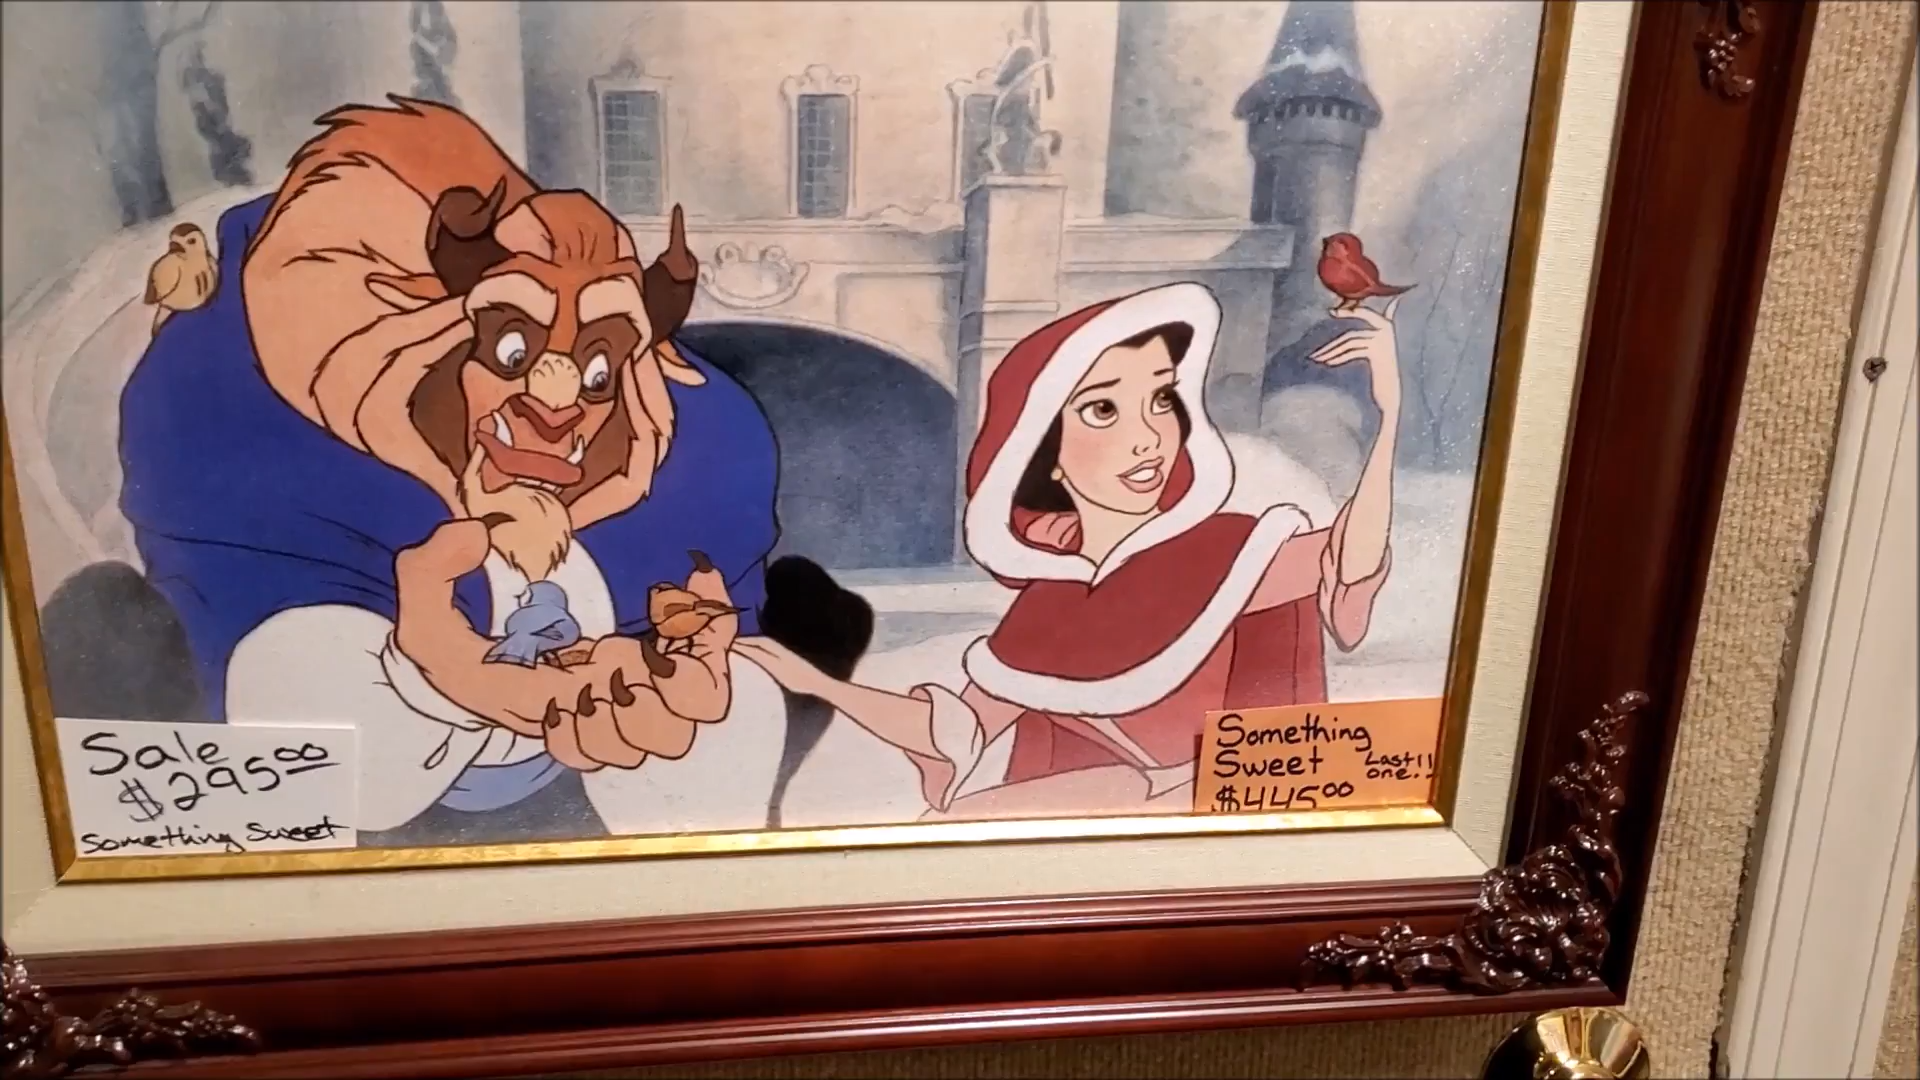 Sale
$295.00
Something Sweet
Something
Sweet Last!!
one.!
$445.00